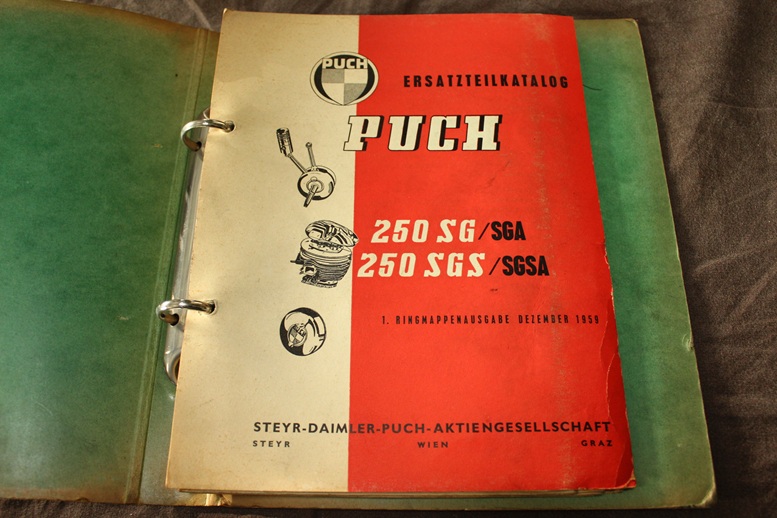 PUCH
ERSATZTEILKATALOG
PUCH
250 SG/SGA
250 SGS/SGSA
1. RINGMAPPENAUSGABE DEZEMBER 1959
STEYR-DAIMLER-PUCH-AKTIENGESELLSCHAFT
STEYR WIEN GRAZ